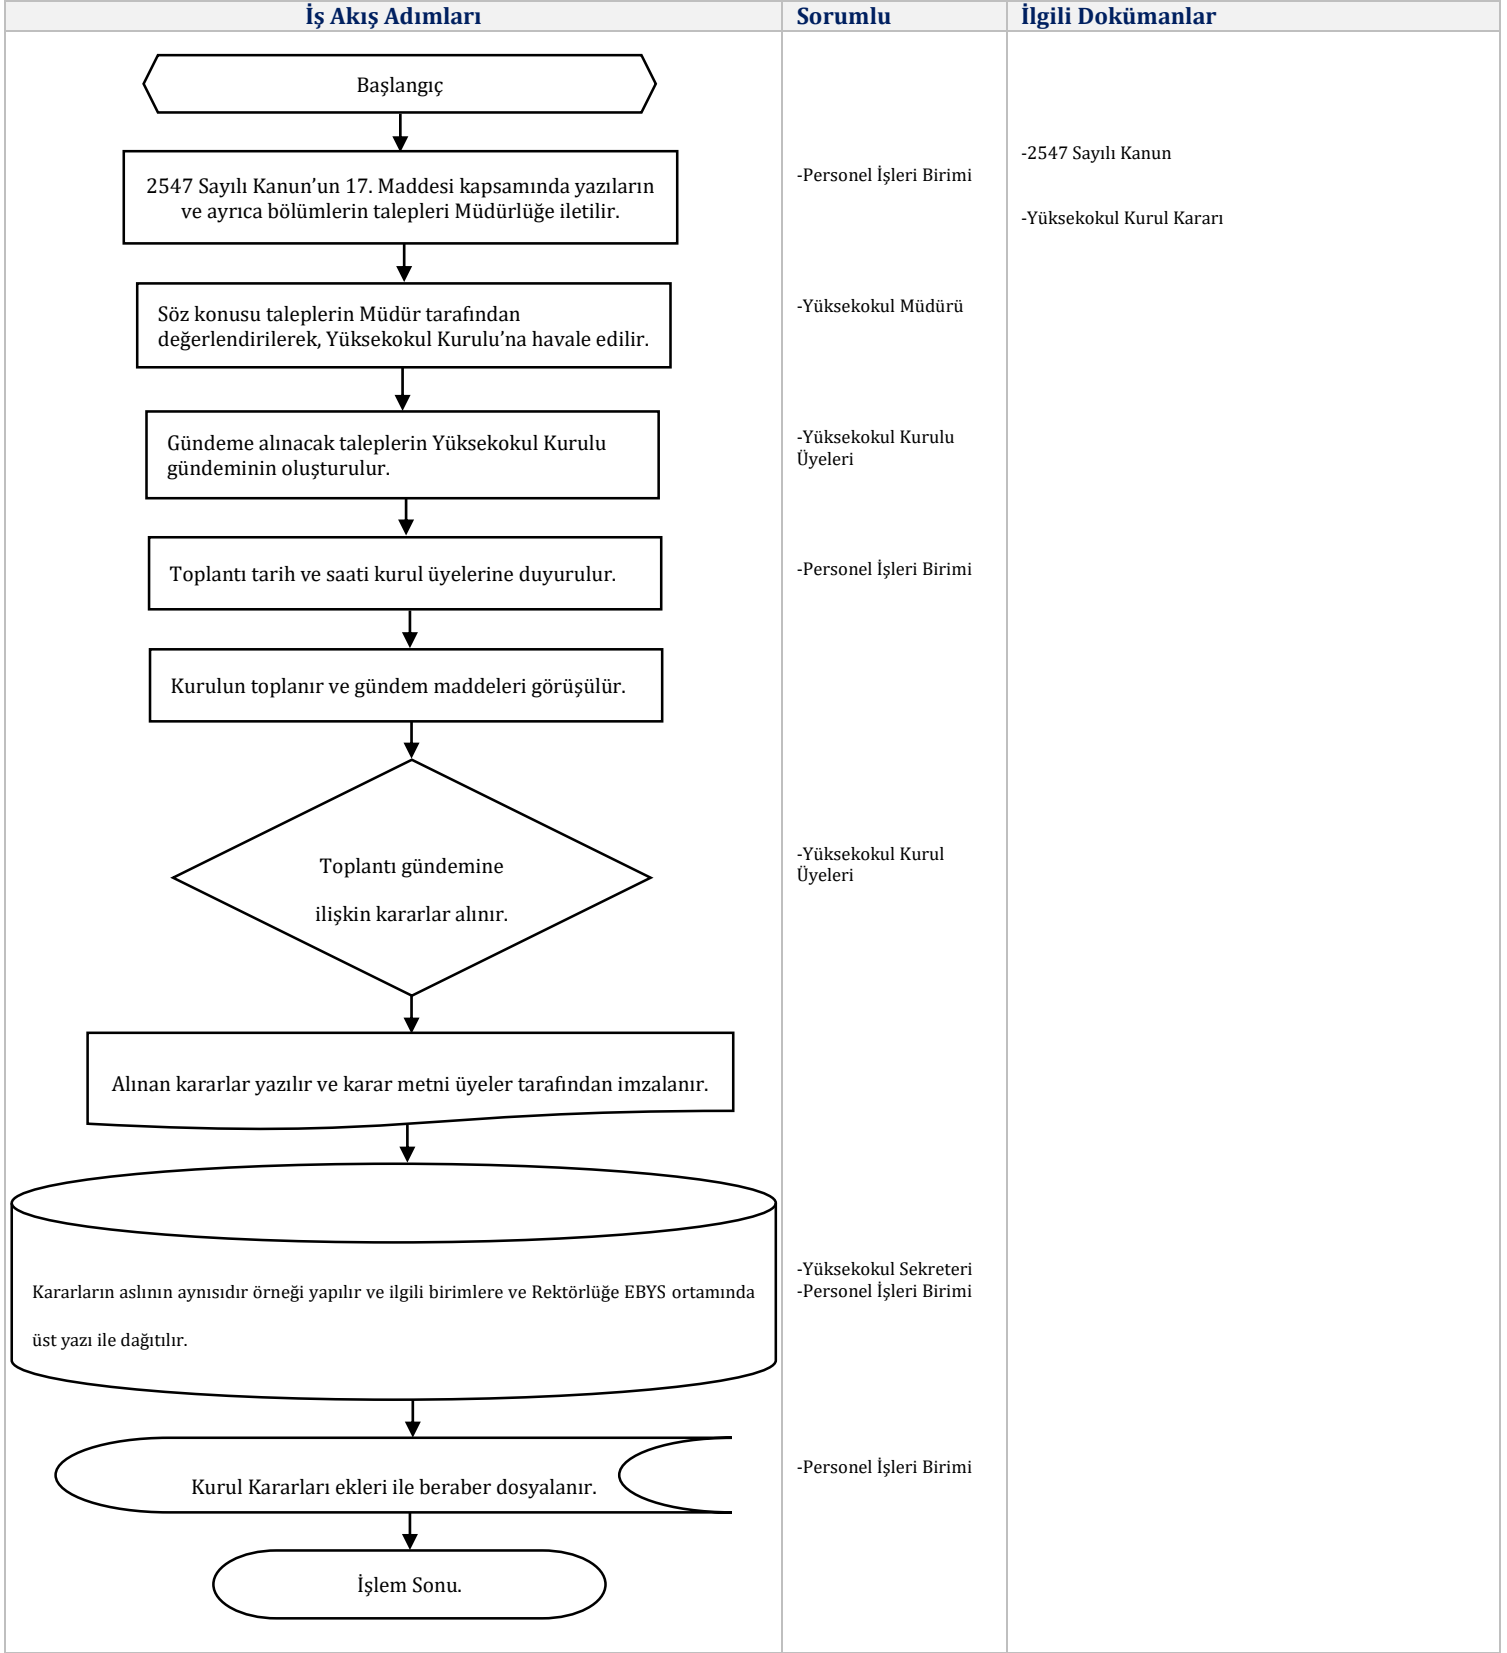 İş Akış Adımları
Sorumlu
İlgili Dokümanlar
Başlangıç
2547 Sayılı Kanun’un 17. Maddesi kapsamında yazıların
ve ayrıca bölümlerin talepleri Müdürlüğe iletilir.
-Personel İşleri Birimi
-2547 Sayılı Kanun
-Yüksekokul Kurul Kararı
Söz konusu taleplerin Müdür tarafından
değerlendirilerek, Yüksekokul Kurulu’na havale edilir.
-Yüksekokul Müdürü
Gündeme alınacak taleplerin Yüksekokul Kurulu
gündeminin oluşturulur.
-Yüksekokul Kurulu
Üyeleri
Toplantı tarih ve saati kurul üyelerine duyurulur.
-Personel İşleri Birimi
Kurulun toplanır ve gündem maddeleri görüşülür.
Toplantı gündemine
ilişkin kararlar alınır.
-Yüksekokul Kurul
Üyeleri
Alınan kararlar yazılır ve karar metni üyeler tarafından imzalanır.
Kararların aslının aynısıdır örneği yapılır ve ilgili birimlere ve Rektörlüğe EBYS ortamında
üst yazı ile dağıtılır.
-Yüksekokul Sekreteri
-Personel İşleri Birimi
Kurul Kararları ekleri ile beraber dosyalanır.
-Personel İşleri Birimi
İşlem Sonu.